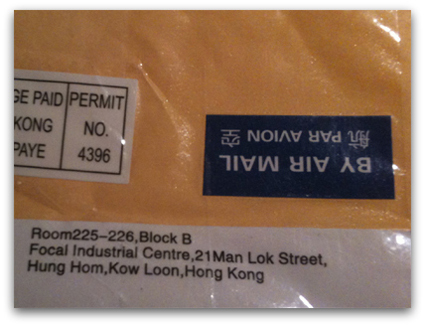 GE PAID
KONG
PAYE
PERMIT
NO.
4396
BY AIR MAIL
航 PAR AVION 空
Room225-226,Block B
Focal Industrial Centre,21Man Lok Street,
Hung Hom,Kow Loon,Hong Kong